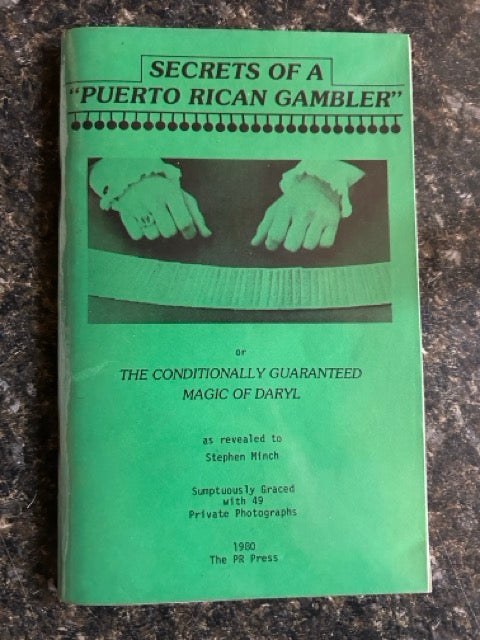 SECRETS OF A
"PUERTO RICAN GAMBLER"
or
THE CONDITIONALLY GUARANTEED
MAGIC OF DARYL
as revealed to
Stephen Minch
Sumptuously Graced
with 49
Private Photographs
1980
The PR Press